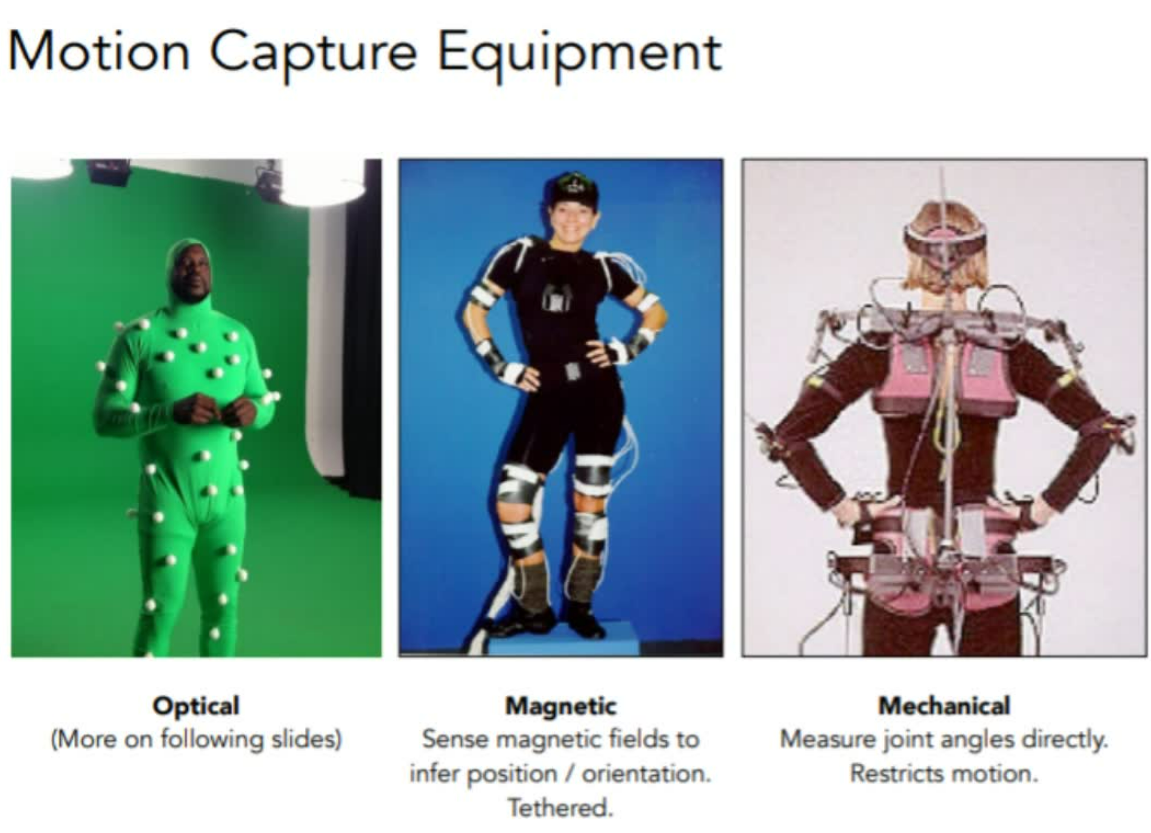 Motion Capture Equipment
Optical
(More on following slides)
Magnetic
Sense magnetic fields to
infer position / orientation.
Tethered.
Mechanical
Measure joint angles directly.
Restricts motion.